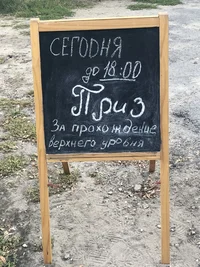 СЕГОДНЯ
до 18:00
Приз
За прохождение
верхнего уровня